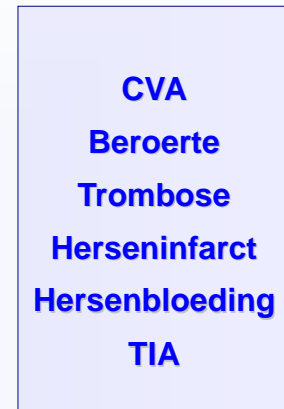 CVA
Beroerte
Trombose
Herseninfarct
Hersenbloeding
TIA